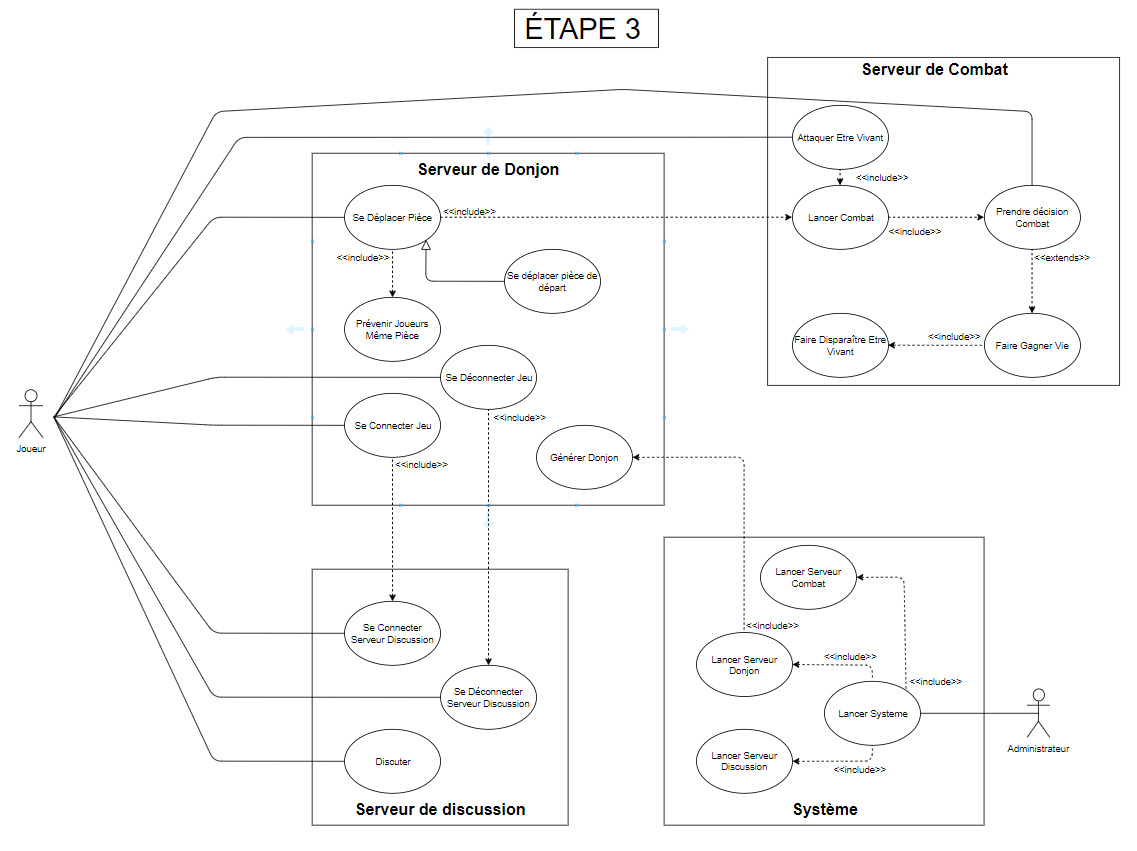 ÉTAPE 3
Serveur de Combat
Attaquer Etre Vivant
<<include>>
Lancer Combat
<<include>>
Prendre décision
Combat
<<extends>>
Faire Disparaître Etre
Vivant
<<include>>
Faire Gagner Vie
Serveur de Donjon
Se Déplacer Pièce
<<include>>
<<include>>
Se déplacer pièce de
départ
Prévenir Joueurs
Même Pièce
Se Déconnecter Jeu
<<include>>
Se Connecter Jeu
<<include>>
Générer Donjon
Joueur
Se Connecter
Serveur Discussion
Se Déconnecter
Serveur Discussion
Discuter
Serveur de discussion
Lancer Serveur
Combat
<<include>>
Lancer Serveur
Donjon
<<include>>
<<include>>
Lancer Systeme
Lancer Serveur
Discussion
<<include>>
Système
Administrateur